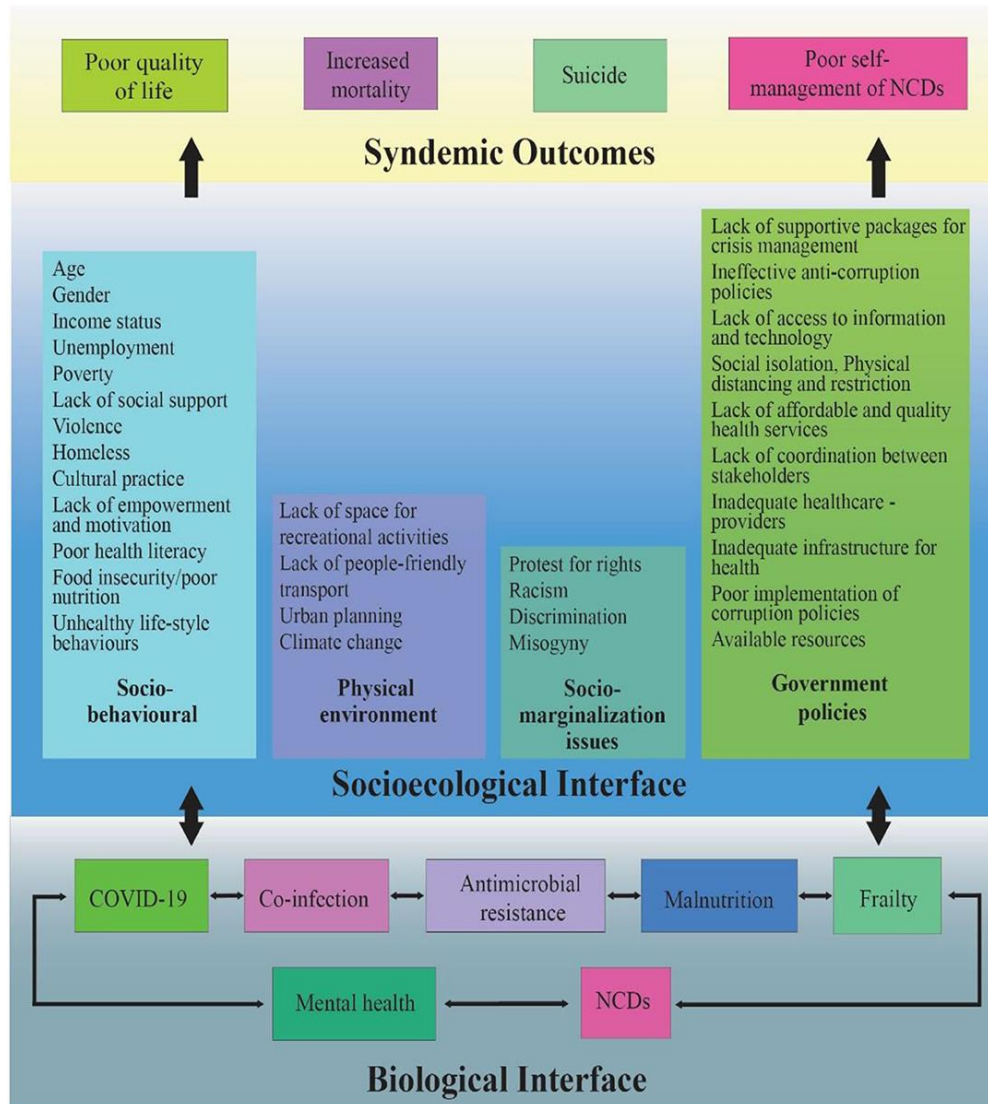 Poor quality
of life
Increased
mortality
Suicide
Poor self-
management of NCDs
Syndemic Outcomes
Age
Gender
Income status
Unemployment
Poverty
Lack of social support
Violence
Homeless
Cultural practice
Lack of empowerment
and motivation
Poor health literacy
Food insecurity/poor
nutrition
Unhealthy life-style
behaviours
Socio-
behavioural
Lack of space for
recreational activities
Lack of people-friendly
transport
Urban planning
Climate change
Physical
environment
Protest for rights
Racism
Discrimination
Misogyny
Socio-
marginalization
issues
Lack of supportive packages for
crisis management
Ineffective anti-corruption
policies
Lack of access to information
and technology
Social isolation, Physical
distancing and restriction
Lack of affordable and quality
health services
Lack of coordination between
stakeholders
Inadequate healthcare -
providers
Inadequate infrastructure for
health
Poor implementation of
corruption policies
Available resources
Government
policies
Socioecological Interface
COVID-19
Co-infection
Antimicrobial
resistance
Malnutrition
Frailty
Mental health
NCDs
Biological Interface